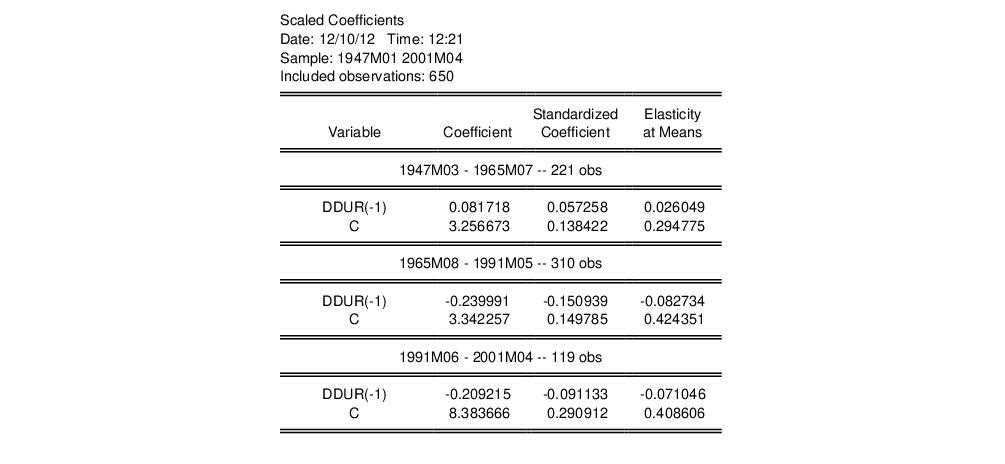 Scaled Coefficients
Date: 12/10/12 Time: 12:21
Sample: 1947M01 2001M04
Included observations: 650
Standardized Elasticity
Variable Coefficient Coefficient at Means
1947M03 - 1965M07 -- 221 obs
DDUR(-1) 0.081718 0.057258 0.026049
C 3.256673 0.138422 0.294775
1965M08 - 1991M05 -- 310 obs
DDUR(-1) -0.239991 -0.150939 -0.082734
C 3.342257 0.149785 0.424351
1991M06 - 2001M04 -- 119 obs
DDUR(-1) -0.209215 -0.091133 -0.071046
C 8.383666 0.290912 0.408606